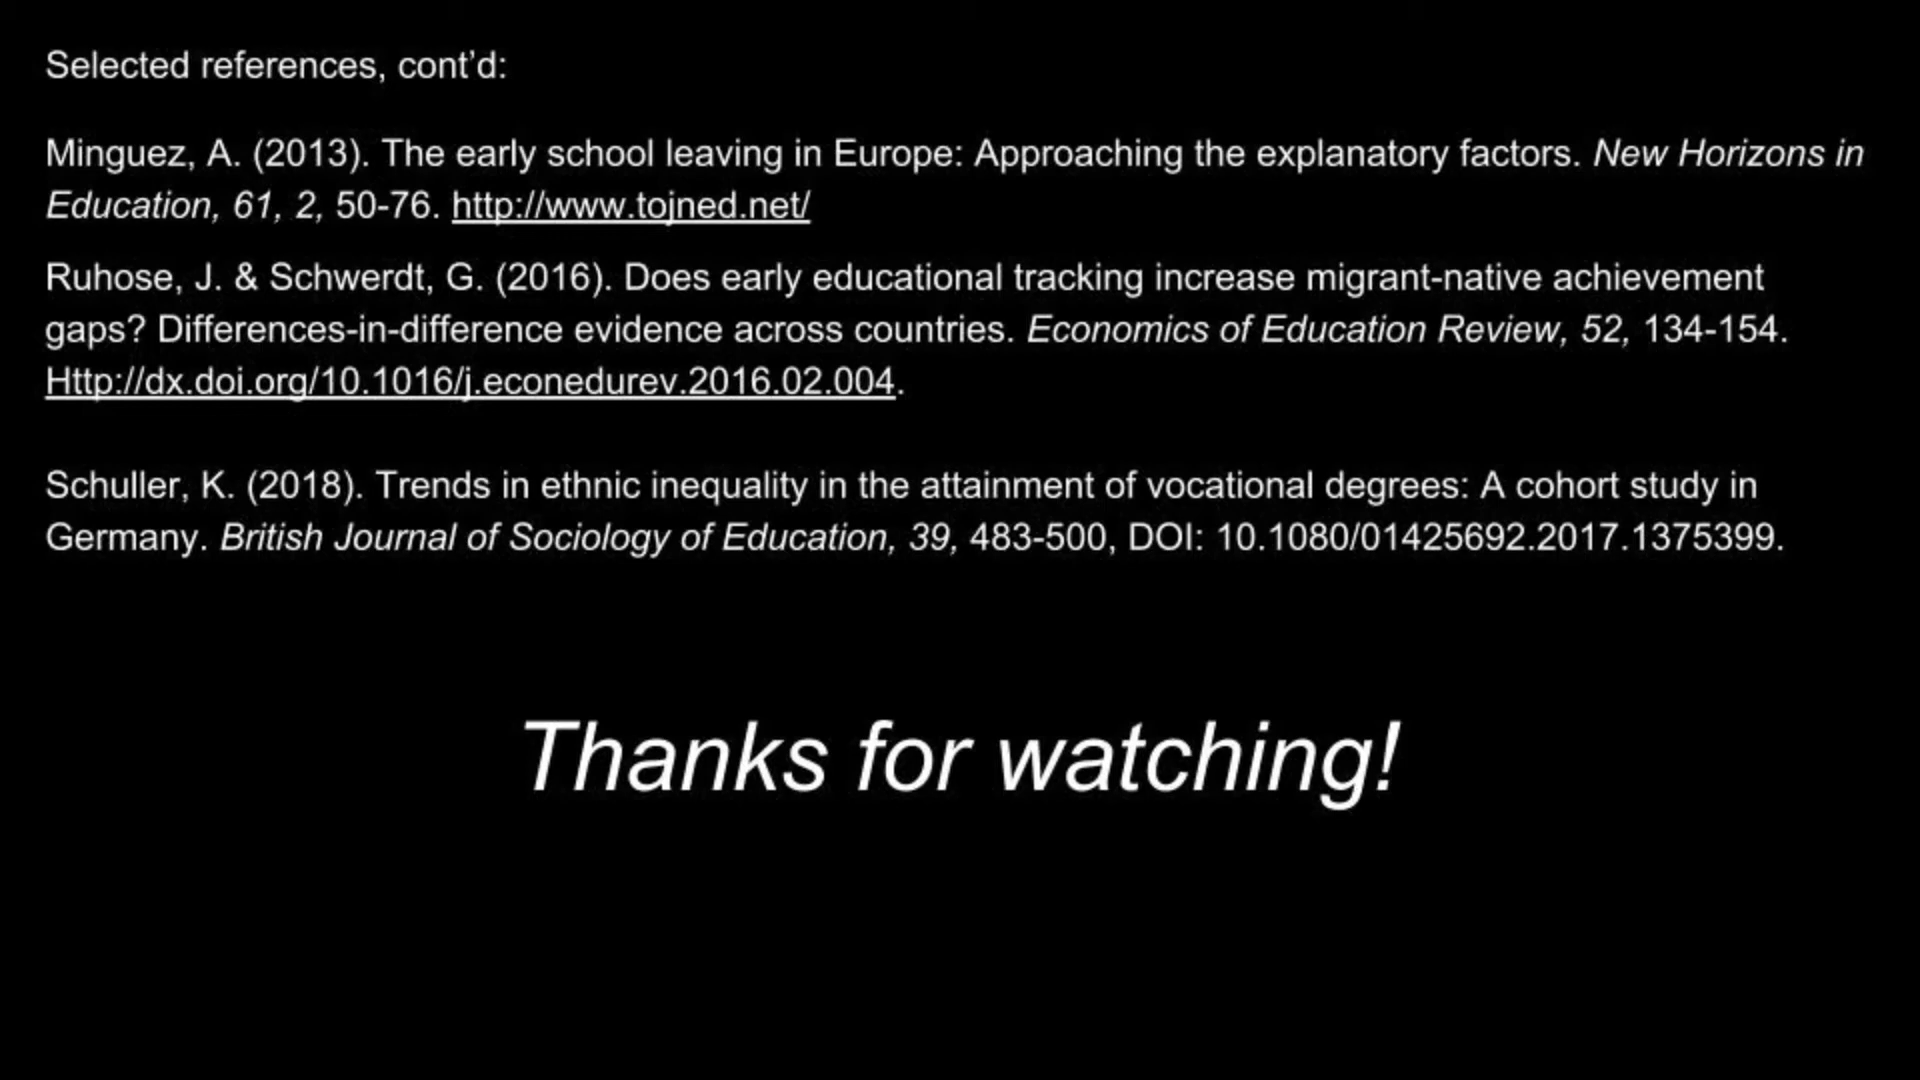 Selected references, cont’d:
Minguez, A. (2013). The early school leaving in Europe: Approaching the explanatory factors. New Horizons in
Education, 61, 2, 50-76. http://www.tojned.net/
Ruhose, J. & Schwerdt, G. (2016). Does early educational tracking increase migrant-native achievement
gaps? Differences-in-difference evidence across countries. Economics of Education Review, 52, 134-154.
Http://dx.doi.org/10.1016/j.econedurev.2016.02.004.
Schuller, K. (2018). Trends in ethnic inequality in the attainment of vocational degrees: A cohort study in
Germany. British Journal of Sociology of Education, 39, 483-500, DOI: 10.1080/01425692.2017.1375399.
Thanks for watching!